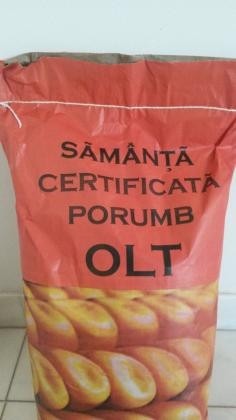 SĂMÂNȚĂ
CERTIFICATĂ
PORUMB
OLT